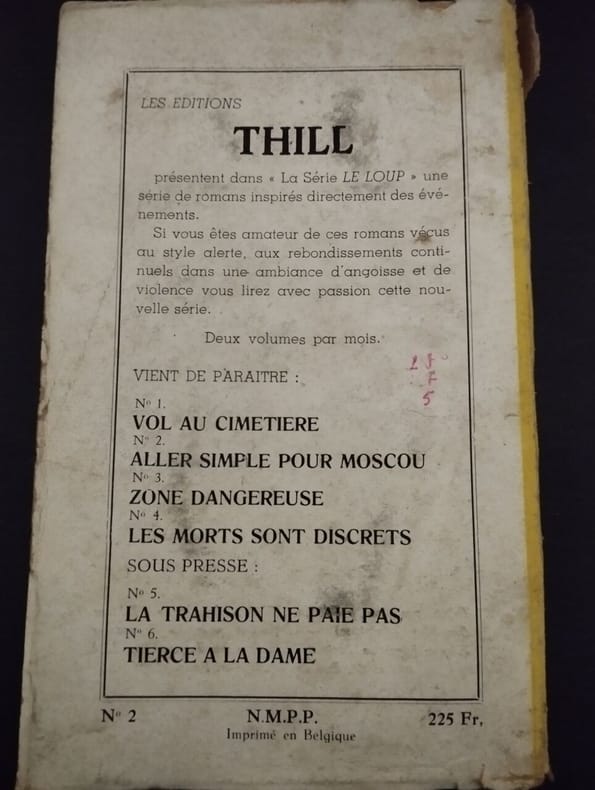 LES EDITIONS
THILL
présentent dans « La Série LE LOUP » une
série de romans inspirés directement des évé-
nements.
Si vous êtes amateur de ces romans vécus
au style alerte, aux rebondissements conti-
nuels dans une ambiance d'angoisse et de
violence vous lirez avec passion cette nou-
velle série.
Deux volumes par mois.
VIENT DE PARAITRE :
N° 1.
VOL AU CIMETIERE
N° 2.
ALLER SIMPLE POUR MOSCOU
N° 3.
ZONE DANGEREUSE
N° 4.
LES MORTS SONT DISCRETS
SOUS PRESSE :
N° 5.
LA TRAHISON NE PAIE PAS
N° 6.
TIERCE A LA DAME
N° 2 N.M.P.P. 225 Fr,
Imprimé en Belgique